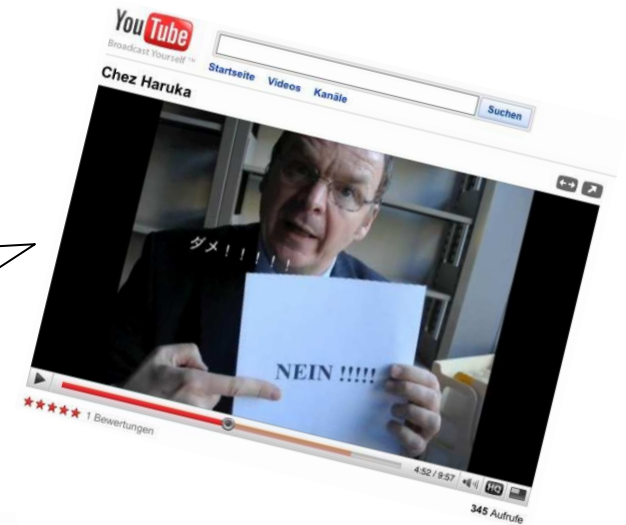 You Tube
Broadcast Yourself ™
Suchen
Startseite Videos Kanäle
Chez Haruka
ダメ！！！！！
NEIN !!!!!
4:52 / 9:57 HQ
★★★★★ 1 Bewertungen
345 Aufrufe